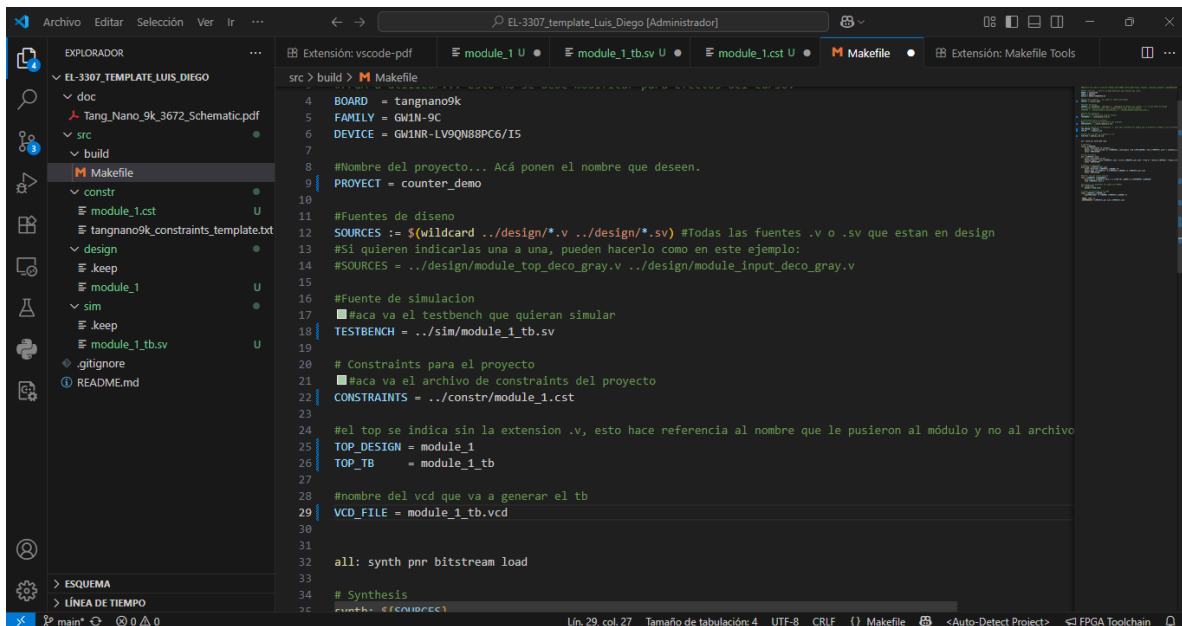 Archivo Editar Selección Ver Ir ···
EL-3307_template_Luis_Diego [Administrador]
EXPLORADOR ···
Extensión: vscode-pdf
module_1 U
module_1_tb.sv U
module_1.cst U
Makefile
Extensión: Makefile Tools
EL-3307_TEMPLATE_LUIS_DIEGO
doc
Tang_Nano_9k_3672_Schematic.pdf
src
build
Makefile
constr
module_1.cst U
tangnano9k_constraints_template.txt
design
.keep
module_1 U
sim
.keep
module_1_tb.sv U
.gitignore
README.md
ESQUEMA
LÍNEA DE TIEMPO
4
3
src > build > Makefile
4 BOARD = tangnano9k
5 FAMILY = GW1N-9C
6 DEVICE = GW1NR-LV9QN88PC6/I5
7
8 #Nombre del proyecto... Acá ponen el nombre que deseen.
9 PROYECT = counter_demo
10
11 #Fuentes de diseno
12 SOURCES := $(wildcard ../design/*.v ../design/*.sv) #Todas las fuentes .v o .sv que estan en design
13 #Si quieren indicarlas una a una, pueden hacerlo como en este ejemplo:
14 #SOURCES = ../design/module_top_deco_gray.v ../design/module_input_deco_gray.v
15
16 #Fuente de simulacion
17 #aca va el testbench que quieran simular
18 TESTBENCH = ../sim/module_1_tb.sv
19
20 # Constraints para el proyecto
21 #aca va el archivo de constraints del proyecto
22 CONSTRAINTS = ../constr/module_1.cst
23
24 #el top se indica sin la extension .v, esto hace referencia al nombre que le pusieron al módulo y no al archivo
25 TOP_DESIGN = module_1
26 TOP_TB = module_1_tb
27
28 #nombre del vcd que va a generar el tb
29 VCD_FILE = module_1_tb.vcd
30
31
32 all: synth pnr bitstream load
33
34 # Synthesis
35 synth: ${SOURCES}
main* 0 0 Lín. 29, col. 27 Tamaño de tabulación: 4 UTF-8 CRLF {} Makefile <Auto-Detect Project> FPGA Toolchain